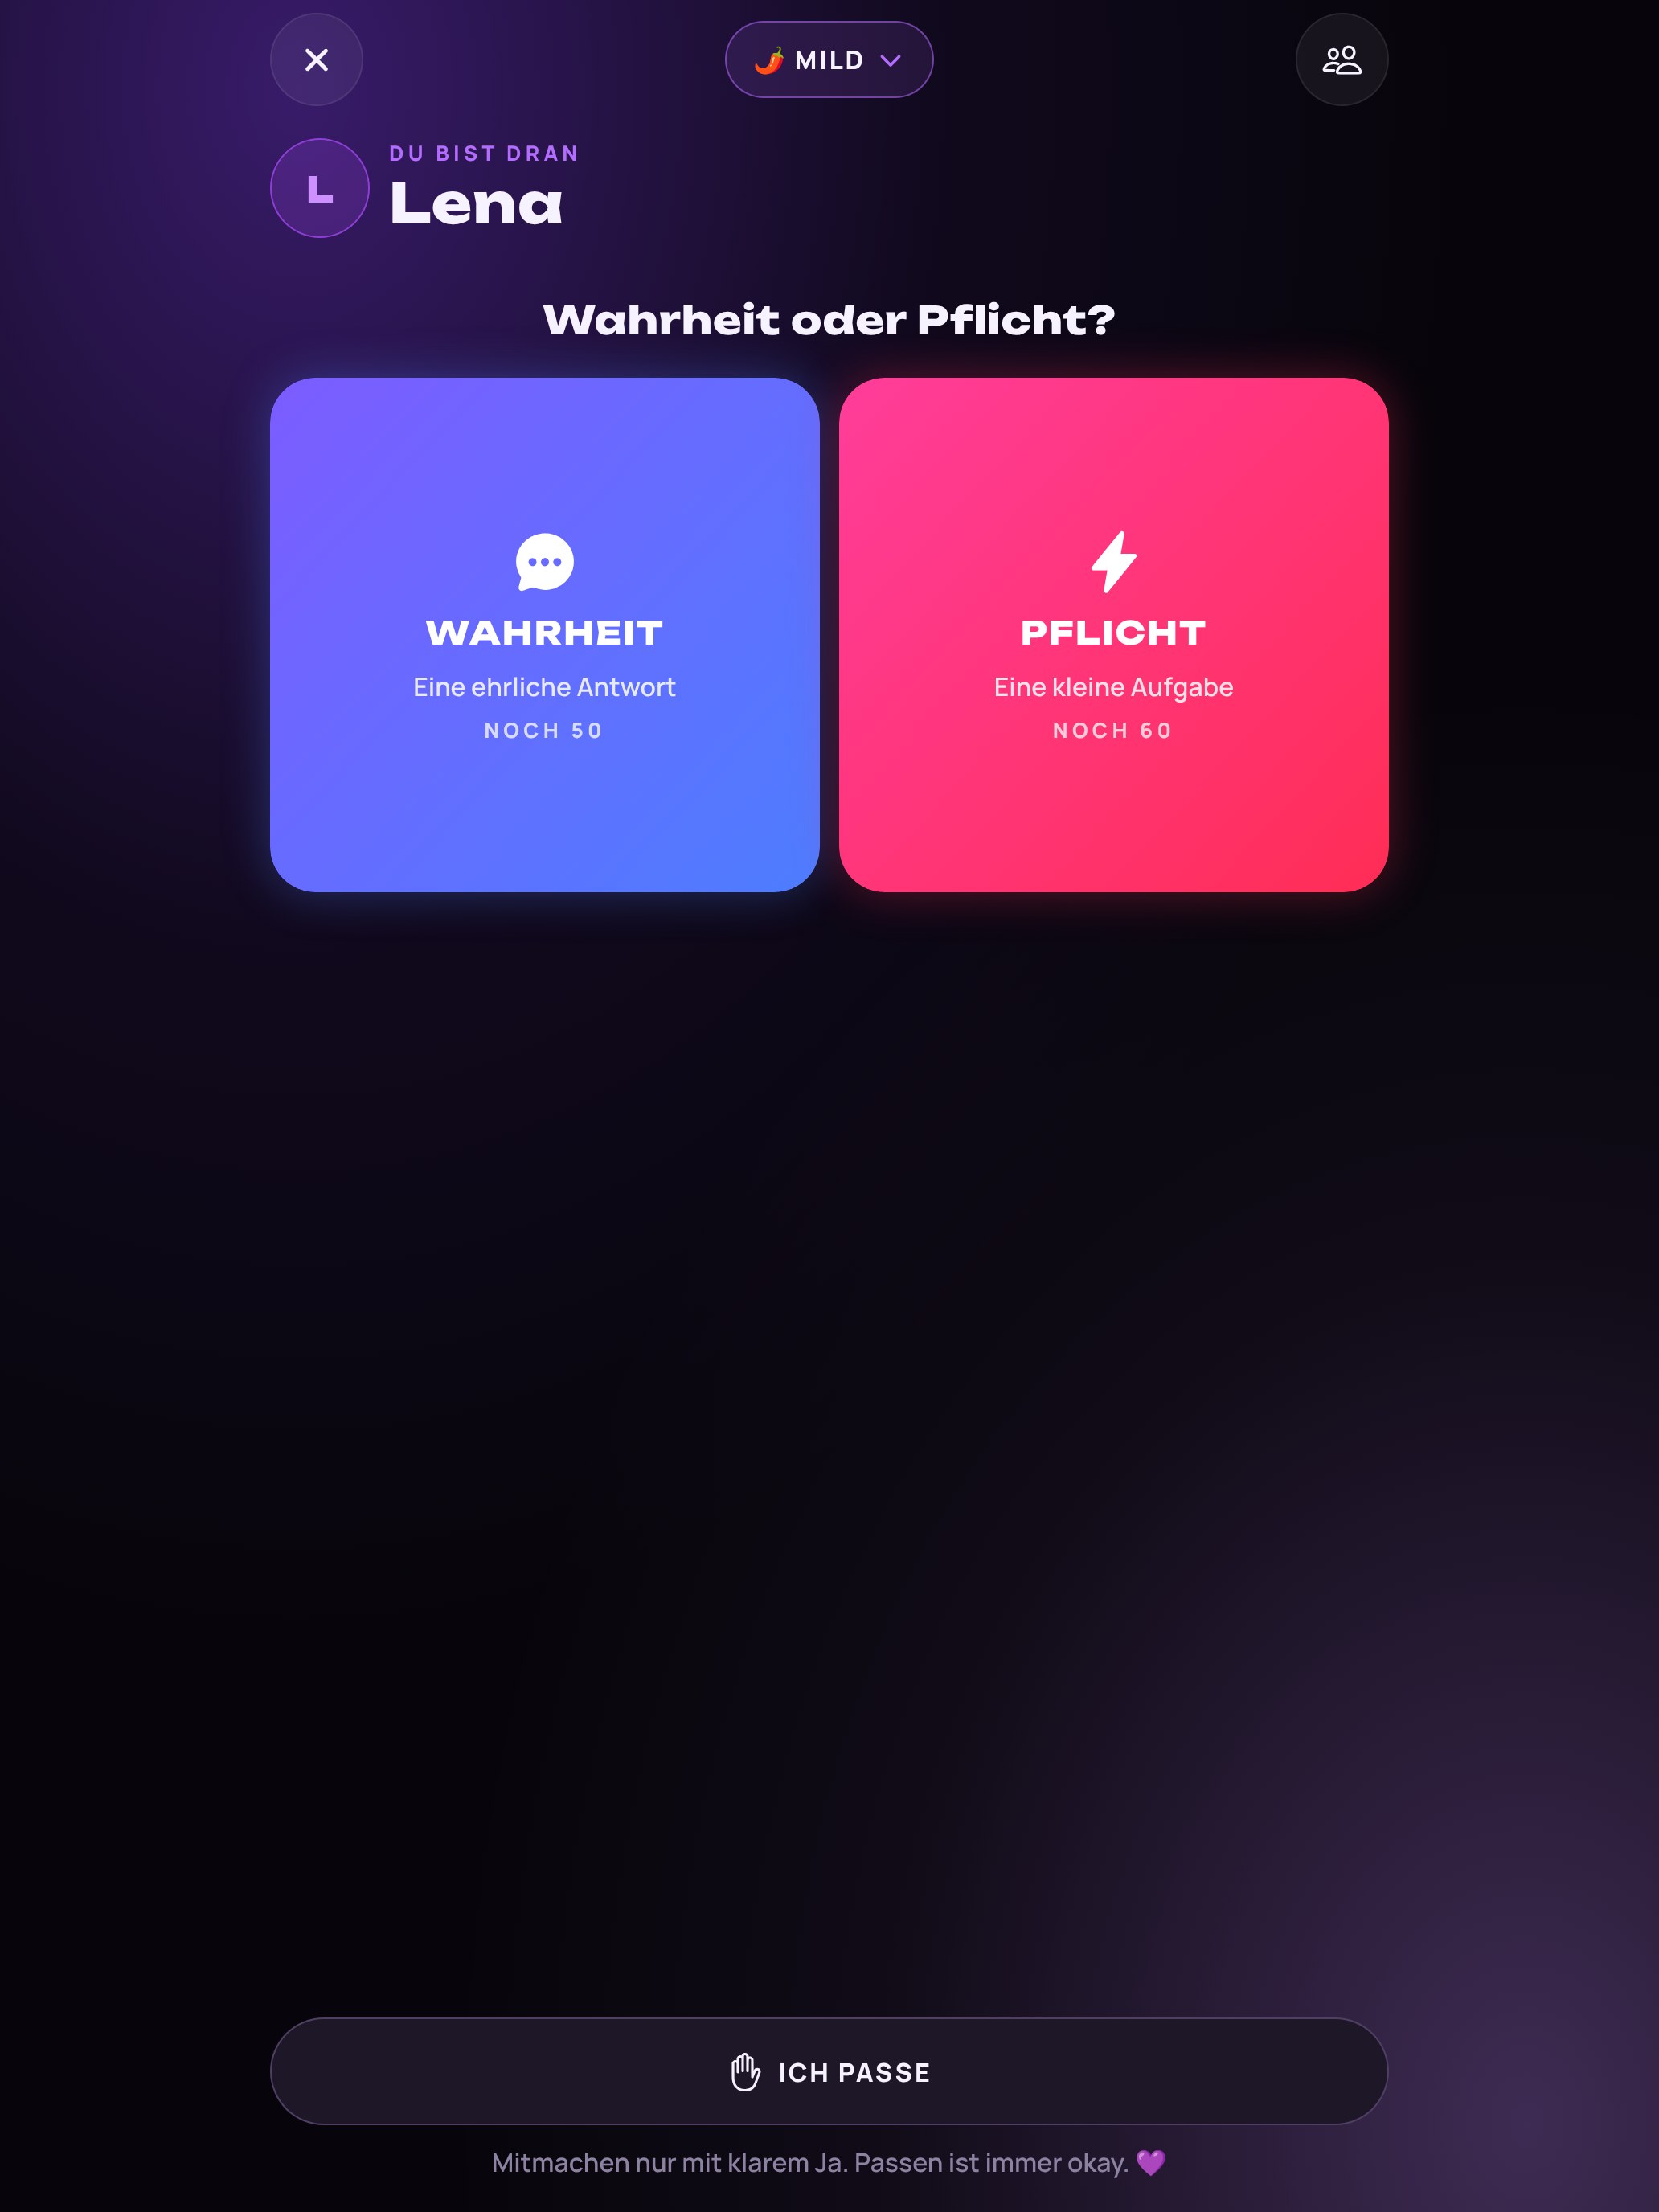 🌶️ MILD
L
DU BIST DRAN
Lena
Wahrheit oder Pflicht?
WAHRHEIT
Eine ehrliche Antwort
NOCH 50
PFLICHT
Eine kleine Aufgabe
NOCH 60
ICH PASSE
Mitmachen nur mit klarem Ja. Passen ist immer okay. 💜